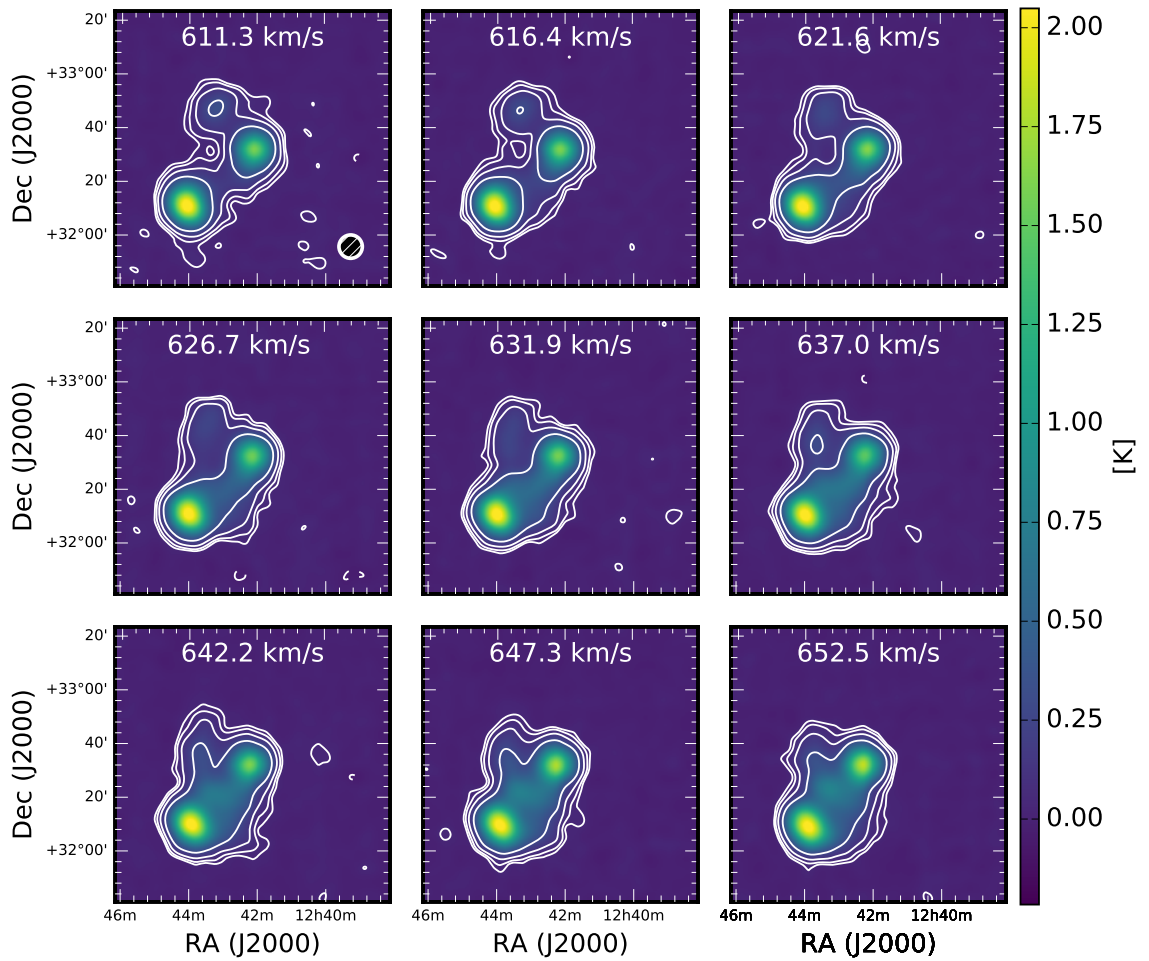 611.3 km/s 616.4 km/s 621.6 km/s
20'
+33°00'
40'
20'
+32°00'
Dec (J2000)
626.7 km/s 631.9 km/s 637.0 km/s
20'
+33°00'
40'
20'
+32°00'
Dec (J2000)
642.2 km/s 647.3 km/s 652.5 km/s
20'
+33°00'
40'
20'
+32°00'
Dec (J2000)
46m 44m 42m 12h40m 46m 44m 42m 12h40m 46m 44m 42m 12h40m
RA (J2000) RA (J2000) RA (J2000)
2.00
1.75
1.50
1.25
1.00
0.75
0.50
0.25
0.00
[K]